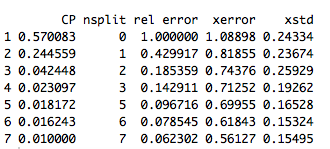 CP nsplit rel error xerror xstd
1 0.570083 0 1.000000 1.08898 0.24334
2 0.244559 1 0.429917 0.81855 0.23674
3 0.042448 2 0.185359 0.74376 0.25929
4 0.023097 3 0.142911 0.71252 0.19262
5 0.018172 5 0.096716 0.69955 0.16528
6 0.016243 6 0.078545 0.61843 0.15324
7 0.010000 7 0.062302 0.56127 0.15495